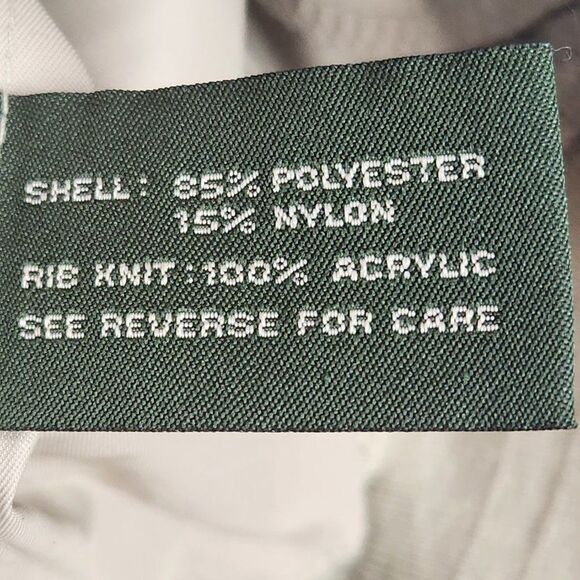 SHELL: 85% POLYESTER
15% NYLON
RIB KNIT: 100% ACRYLIC
SEE REVERSE FOR CARE